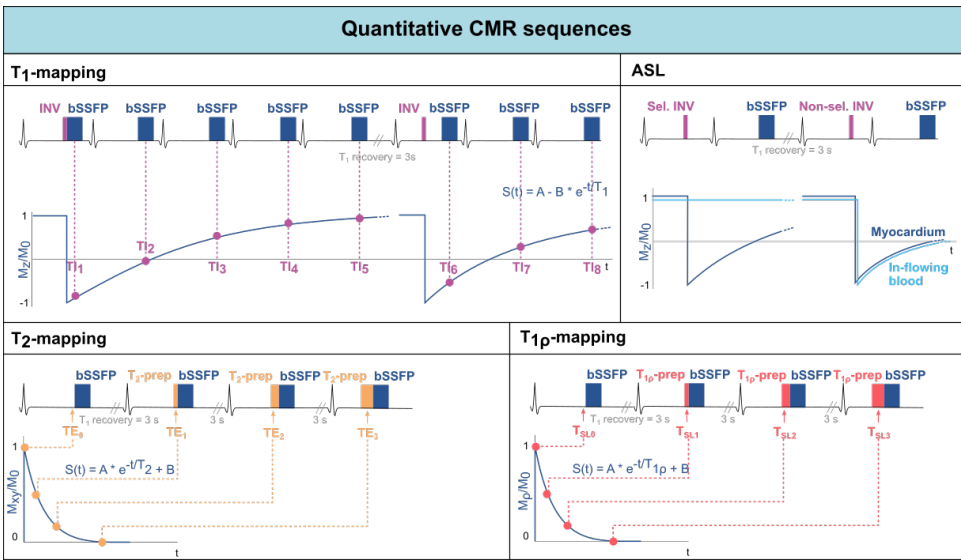 Quantitative CMR sequences
T1-mapping
INV bSSFP bSSFP bSSFP bSSFP bSSFP INV bSSFP bSSFP bSSFP
T1 recovery = 3s
S(t) = A - B * e-t/T1
1
Mz/M0
-1
TI1 TI2 TI3 TI4 TI5 TI6 TI7 TI8 t
ASL
Sel. INV bSSFP Non-sel. INV bSSFP
T1 recovery = 3 s
1
Mz/M0
-1
Myocardium
t
In-flowing
blood
T2-mapping
bSSFP T2-prep bSSFP T2-prep bSSFP T2-prep bSSFP
T1 recovery = 3 s 3 s 3 s
TE0 TE1 TE2 TE3
1
Mxy/M0
S(t) = A * e-t/T2 + B
0
t
T1ρ-mapping
bSSFP T1ρ-prep bSSFP T1ρ-prep bSSFP T1ρ-prep bSSFP
T1 recovery = 3 s 3s 3 s
TSL0 TSL1 TSL2 TSL3
1
Mρ/M0
S(t) = A * e-t/T1ρ + B
0
t